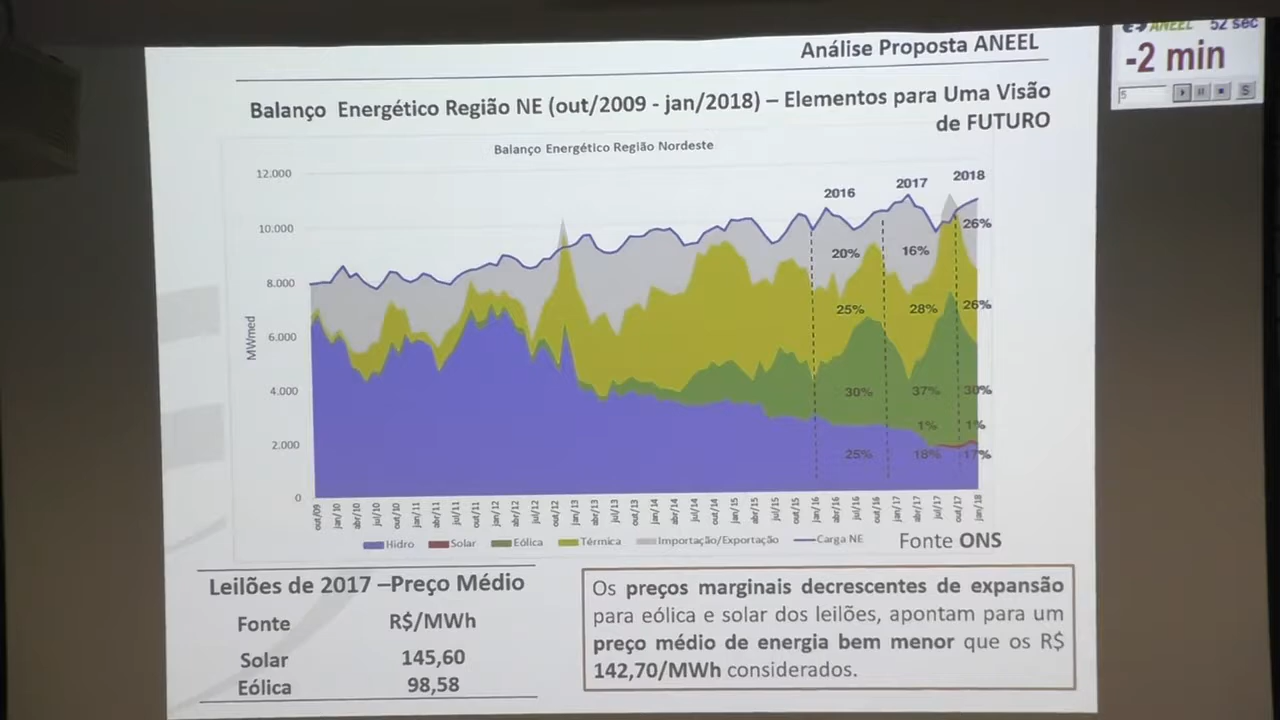 Análise Proposta ANEEL
ANEEL 52 sec
-2 min
5
S
Balanço Energético Região NE (out/2009 - jan/2018) – Elementos para Uma Visão
de FUTURO
Balanço Energético Região Nordeste
MWmed
12.000
10.000
8.000
6.000
4.000
2.000
0
2016
2017
2018
20%
16%
26%
25%
28%
26%
30%
37%
30%
1%
1%
25%
18%
17%
out/09 jan/10 abr/10 jul/10 out/10 jan/11 abr/11 jul/11 out/11 jan/12 abr/12 jul/12 out/12 jan/13 abr/13 jul/13 out/13 jan/14 abr/14 jul/14 out/14 jan/15 abr/15 jul/15 out/15 jan/16 abr/16 jul/16 out/16 jan/17 abr/17 jul/17 out/17 jan/18
Hidro Solar Eólica Térmica Importação/Exportação Carga NE
Fonte ONS
Leilões de 2017 –Preço Médio
Fonte R$/MWh
Solar 145,60
Eólica 98,58
Os preços marginais decrescentes de expansão
para eólica e solar dos leilões, apontam para um
preço médio de energia bem menor que os R$
142,70/MWh considerados.